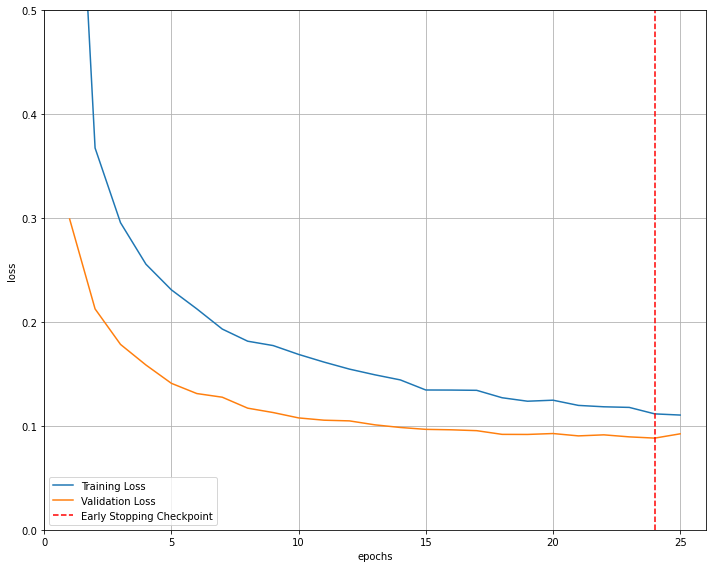 0.5
0.4
0.3
0.2
0.1
0.0
loss
Training Loss
Validation Loss
Early Stopping Checkpoint
0 5 10 15 20 25
epochs